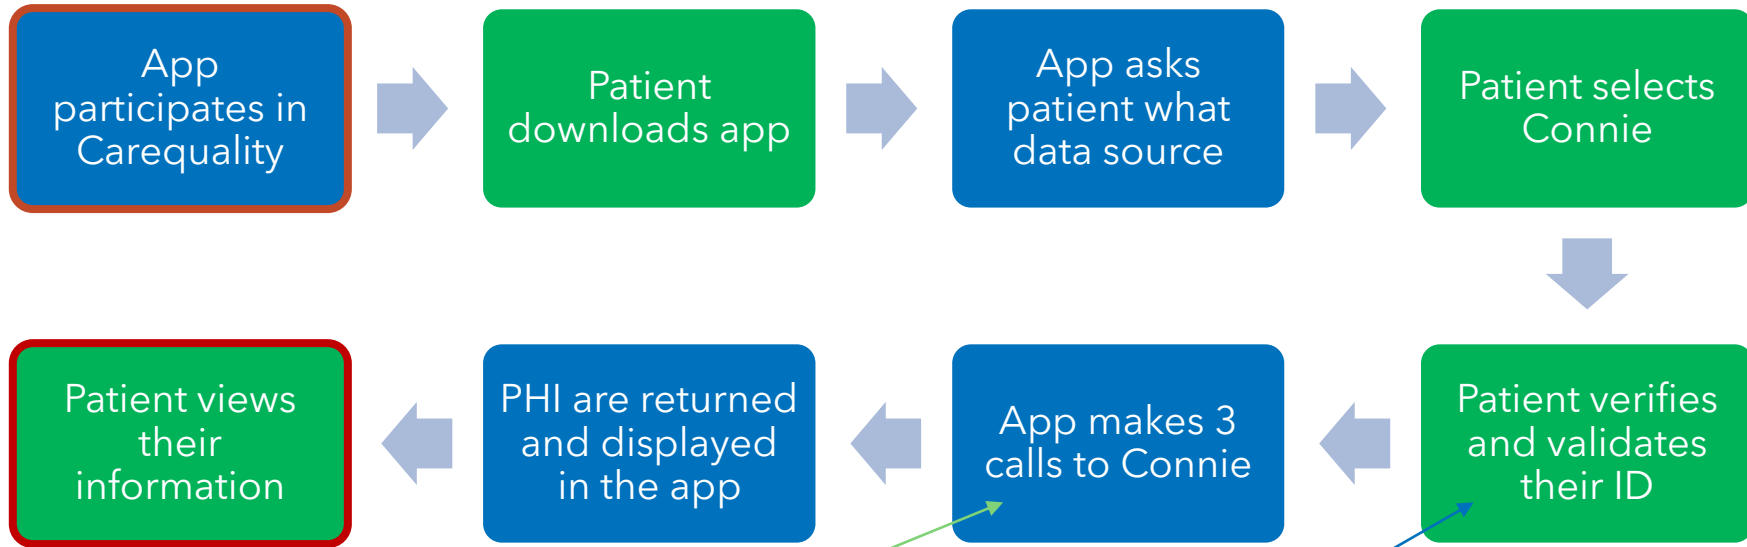 App
participates in
Carequality
Patient
downloads app
App asks
patient what
data source
Patient selects
Connie
Patient verifies
and validates
their ID
App makes 3
calls to Connie
PHI are returned
and displayed
in the app
Patient views
their
information